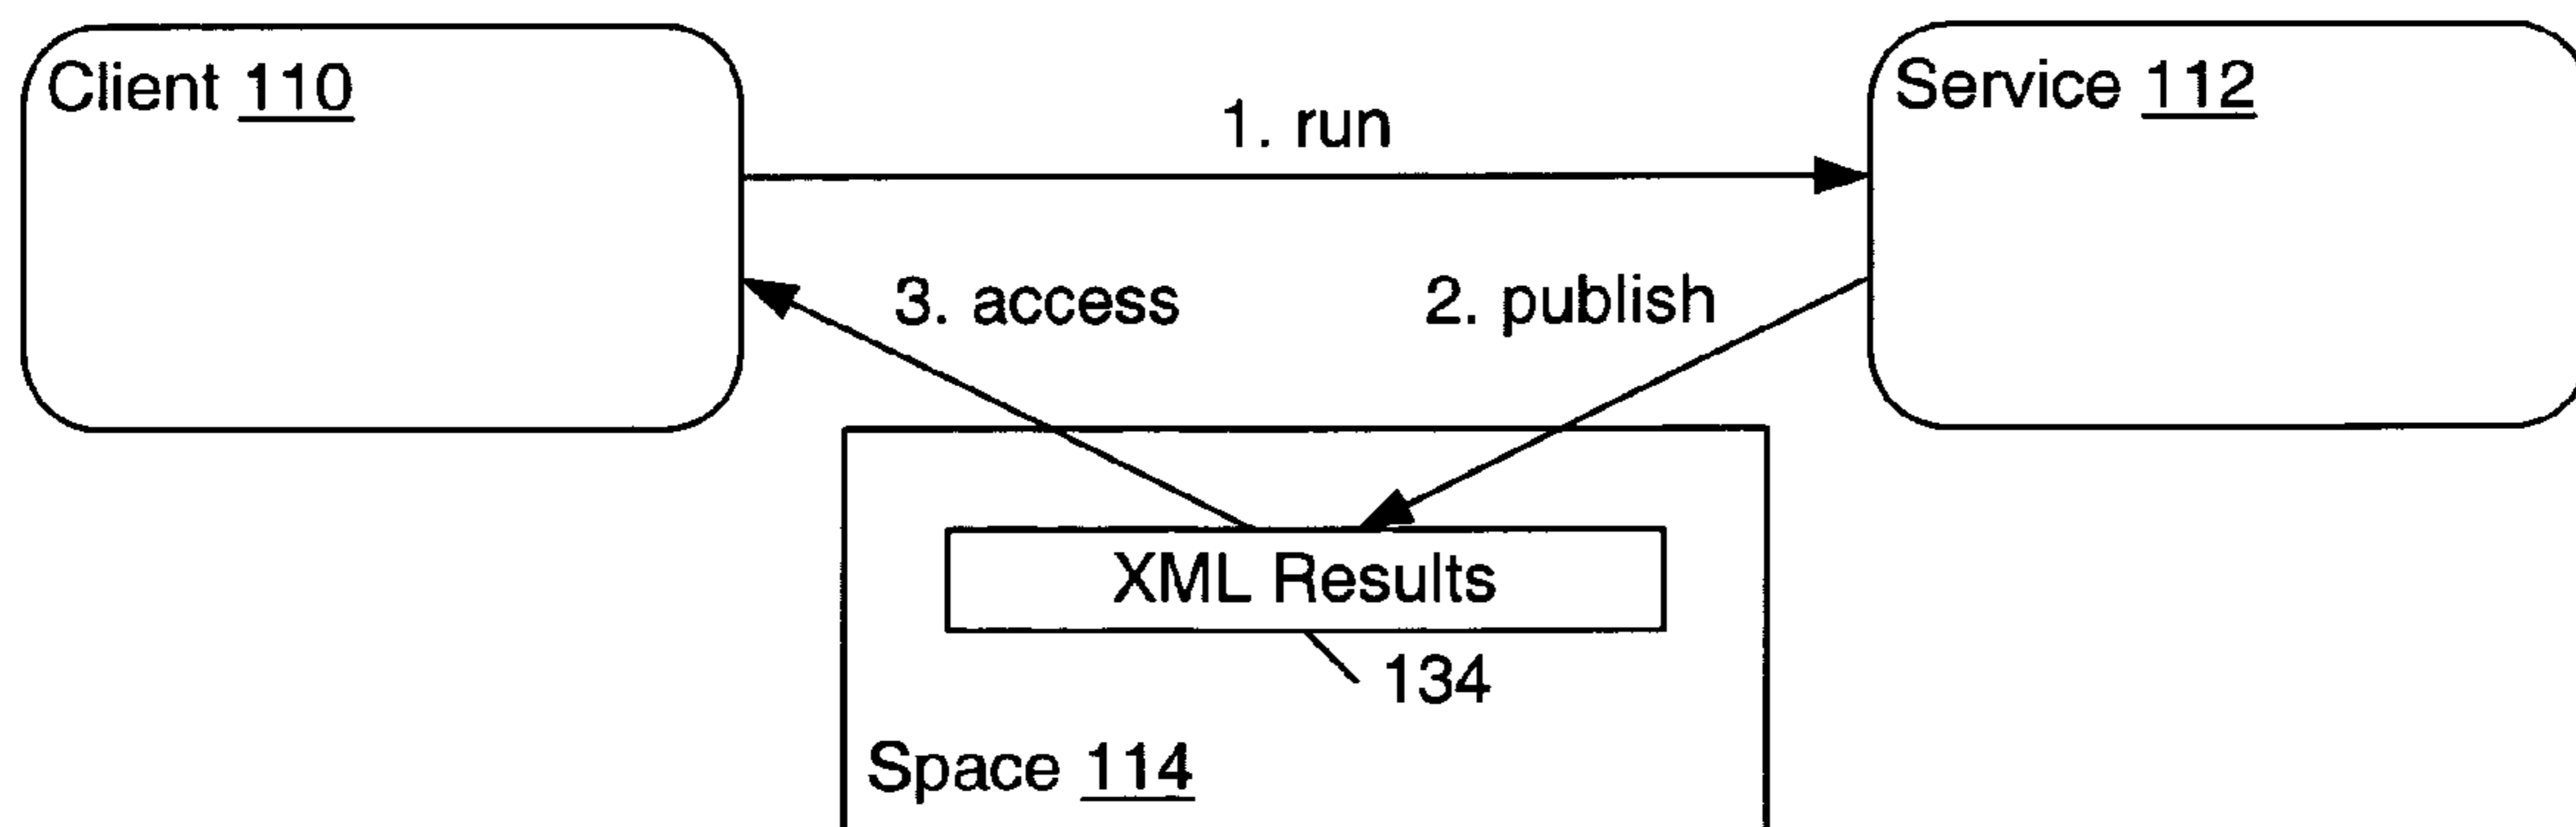 Client 110
Service 112
1. run
3. access
2. publish
XML Results
134
Space 114